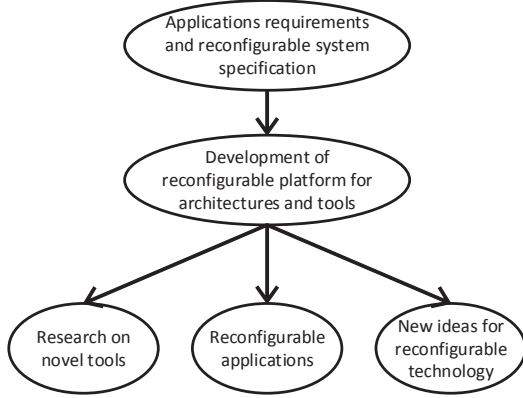 Applications requirements
and reconfigurable system
specification
Development of
reconfigurable platform for
architectures and tools
Research on
novel tools
Reconfigurable
applications
New ideas for
reconfigurable
technology